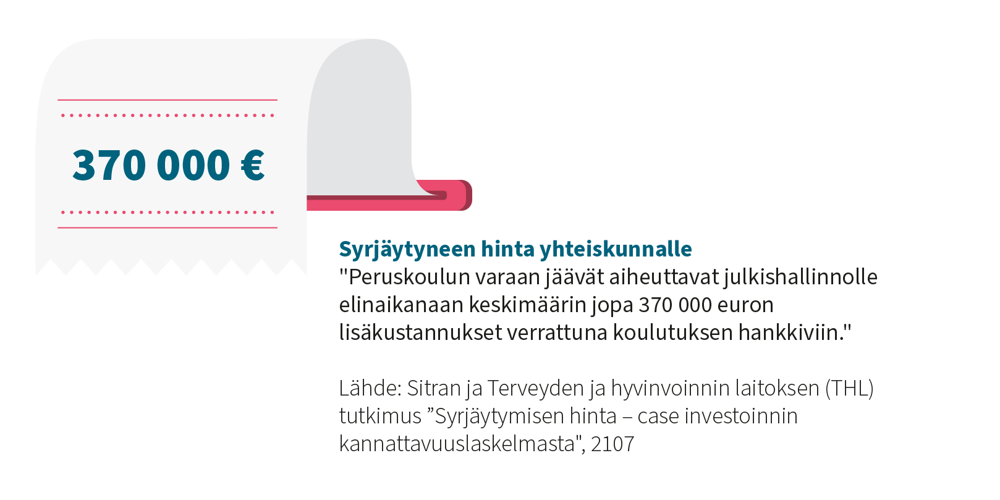 370 000 €
Syrjäytyneen hinta yhteiskunnalle
"Peruskoulun varaan jäävät aiheuttavat julkishallinnolle
elinaikanaan keskimäärin jopa 370 000 euron
lisäkustannukset verrattuna koulutuksen hankkiviin."
Lähde: Sitran ja Terveyden ja hyvinvoinnin laitoksen (THL)
tutkimus ”Syrjäytymisen hinta – case investoinnin
kannattavuuslaskelmasta", 2107